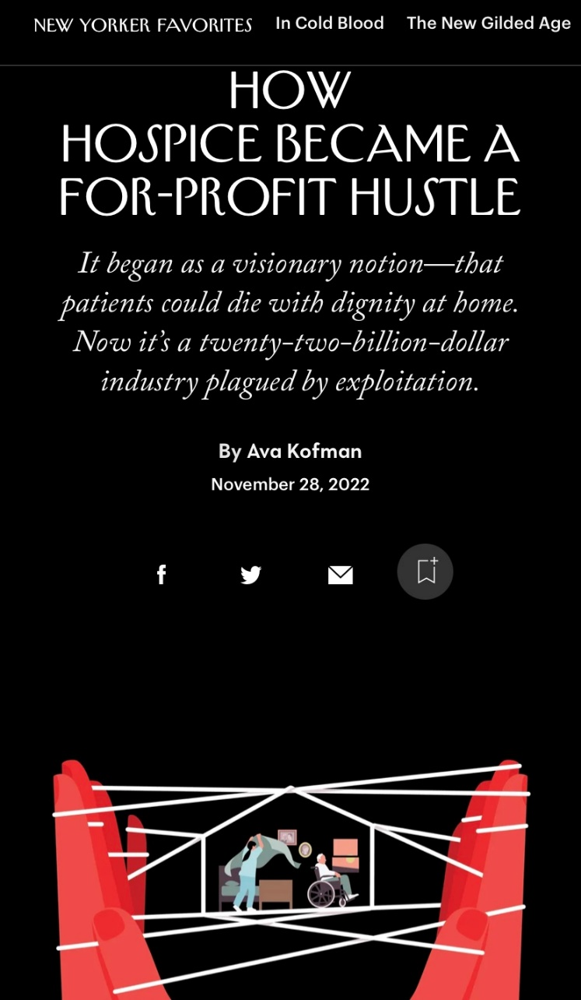 NEW YORKER FAVORITES In Cold Blood The New Gilded Age
HOW
HOSPICE BECAME A
FOR-PROFIT HUSTLE
It began as a visionary notion—that
patients could die with dignity at home.
Now it’s a twenty-two-billion-dollar
industry plagued by exploitation.
By Ava Kofman
November 28, 2022